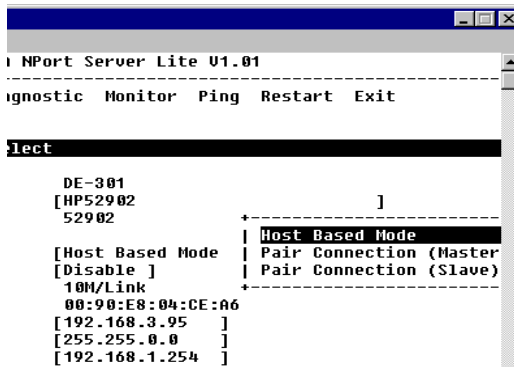 NPort Server Lite V1.01
agnostic Monitor Ping Restart Exit
elect
DE-301
[HP52902 ]
52902
Host Based Mode
[Host Based Mode
Pair Connection (Master
[Disable ]
Pair Connection (Slave)
10M/Link
00:90:E8:04:CE:A6
[192.168.3.95 ]
[255.255.0.0 ]
[192.168.1.254 ]